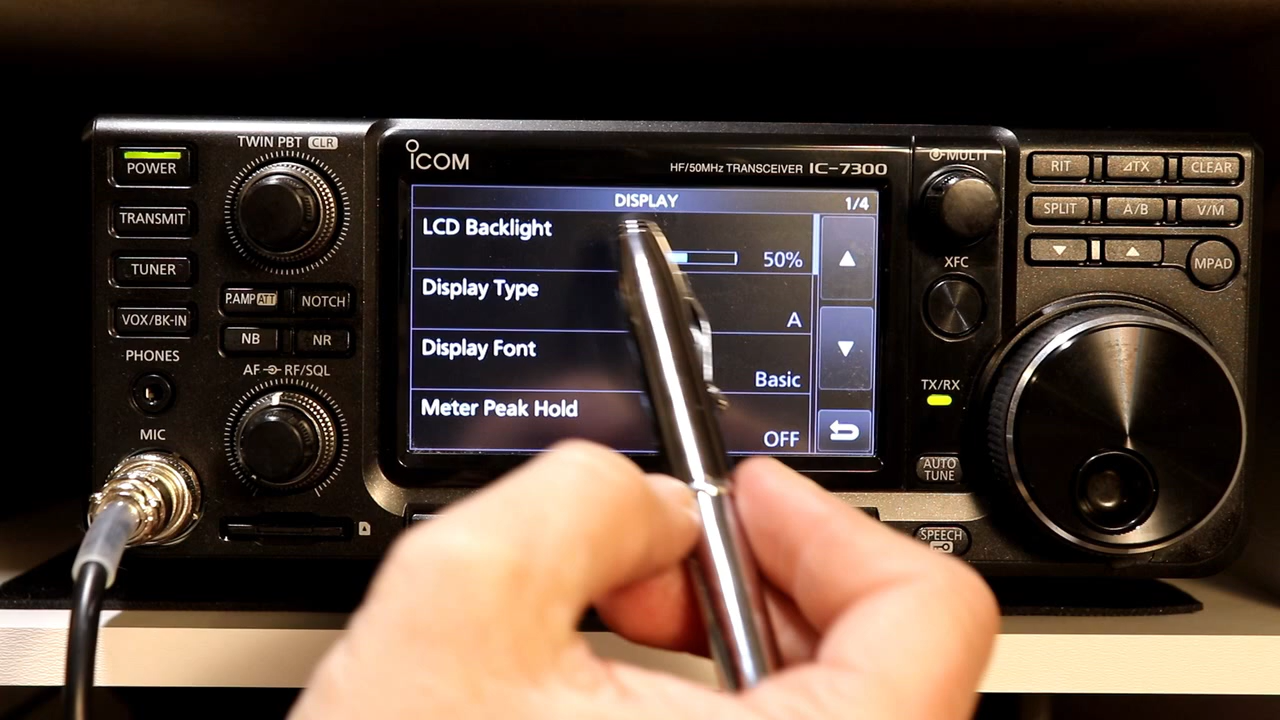 TWIN PBT CLR
POWER
TRANSMIT
TUNER
VOX/BK-IN
PHONES
MIC
P.AMP ATT
NOTCH
NB
NR
AF RF/SQL
ICOM
HF/50MHz TRANSCEIVER IC-7300
DISPLAY 1/4
LCD Backlight
50%
Display Type
A
Display Font
Basic
Meter Peak Hold
OFF
MULTI
XFC
TX/RX
AUTO
TUNE
SPEECH
RIT ⊿TX CLEAR
SPLIT A/B V/M
MPAD